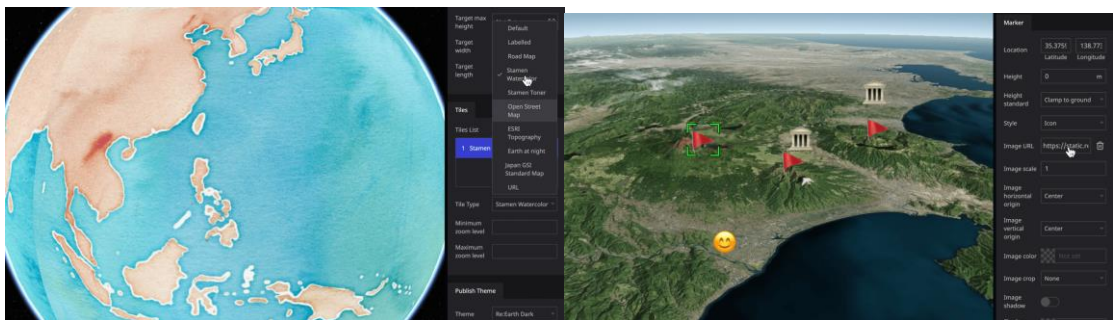 Target max
height
Target
width
Target
length
Default
Labelled
Road Map
Stamen
Stamen Toner
Open Street
Map
ESRI
Topography
Earth at night
Japan GSI
Standard Map
URL
Tiles
Tiles List
1 Stamen
Tile Type
Stamen Watercolor
Minimum
zoom level
Maximum
zoom level
Publish Theme
Theme
Re:Earth Dark
Marker
Location
35.375!
138.77:
Latitude
Longitude
Height
0
m
Height
standard
Clamp to ground
Style
Icon
Image URL
Image scale
1
Image
horizontal
origin
Center
Image
vertical
origin
Center
Image color
Not set
Image crop
None
Image
shadow